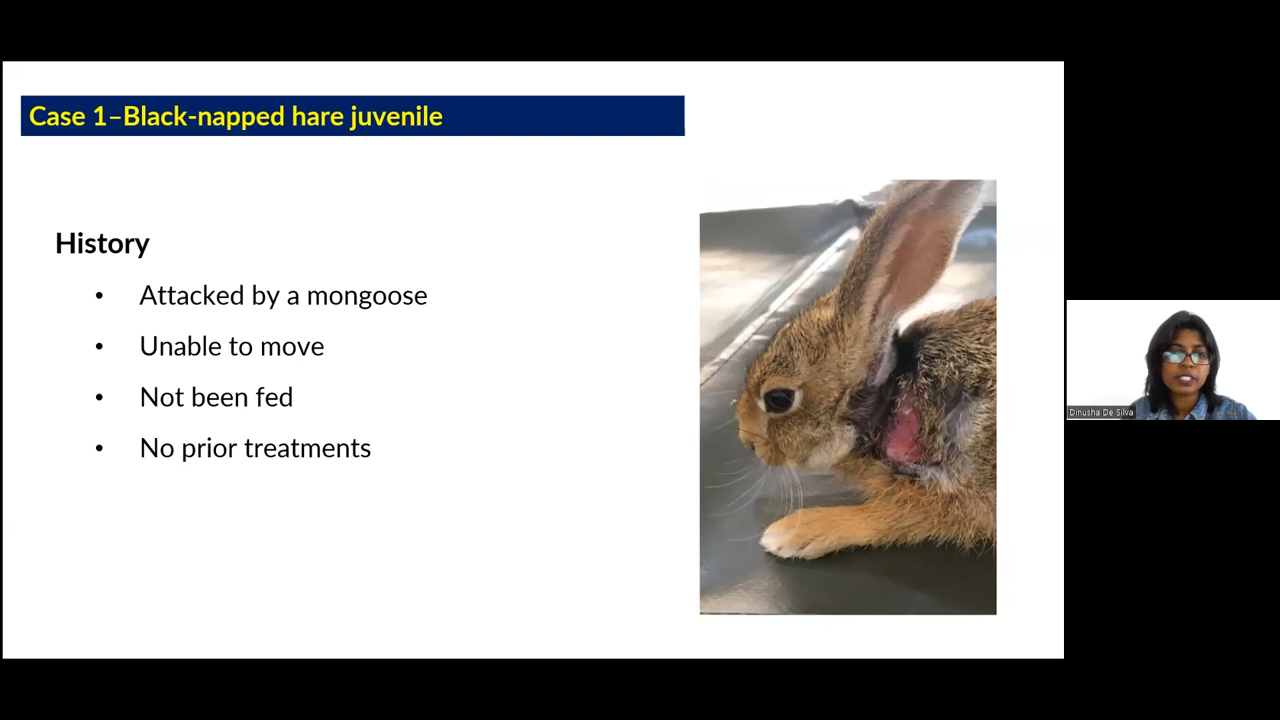 Case 1–Black-napped hare juvenile
History
• Attacked by a mongoose
• Unable to move
• Not been fed
• No prior treatments
Dinusha De Silva